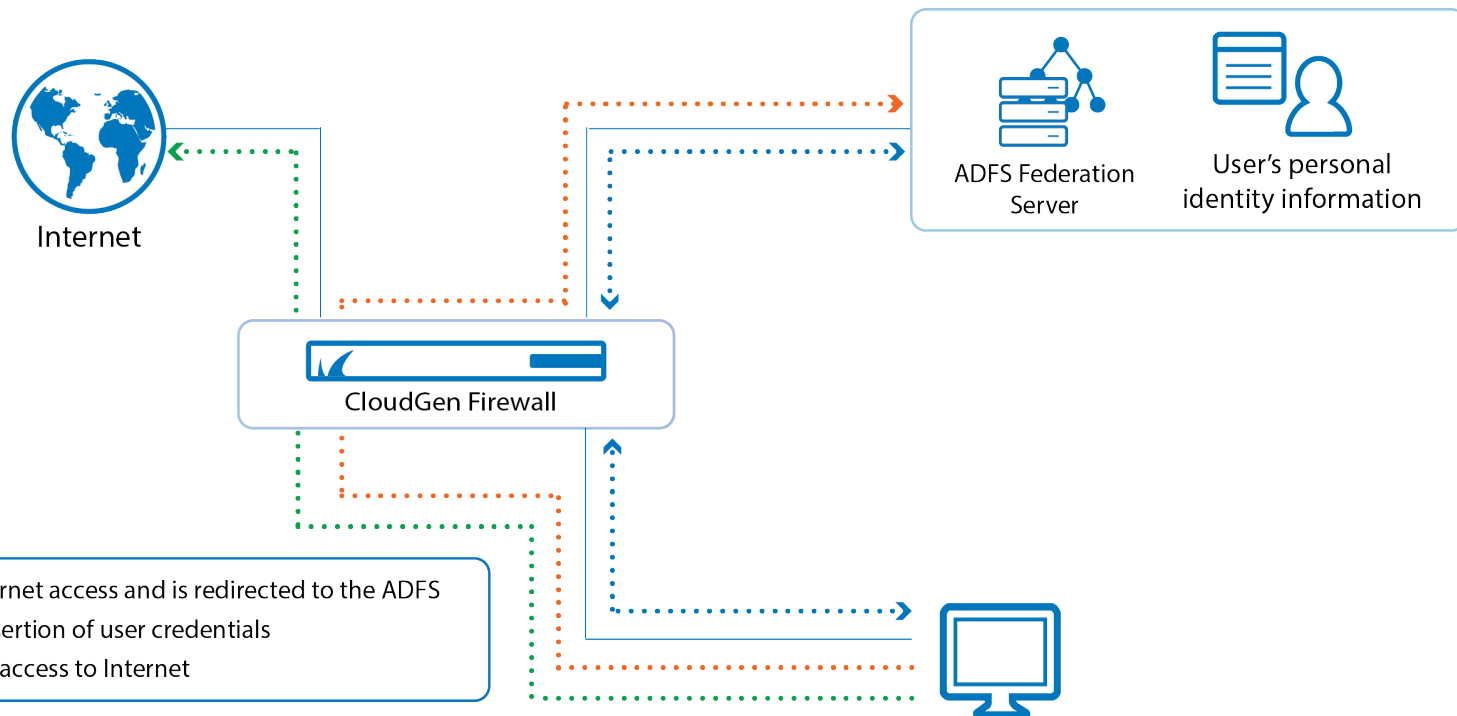 Internet
ADFS Federation
Server
User’s personal
identity information
CloudGen Firewall
rnet access and is redirected to the ADFS
sertion of user credentials
access to Internet